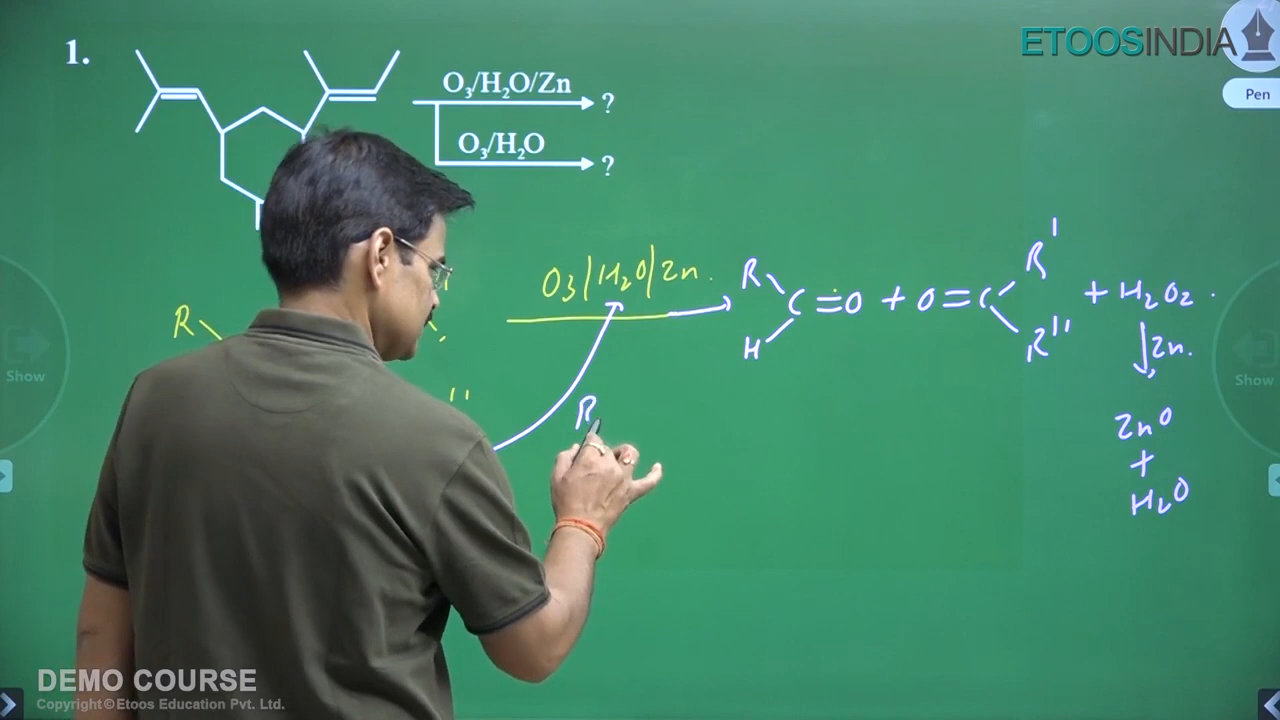 ETOOSINDIA
Pen
1.
O₃/H₂O/Zn
?
O₃/H₂O
?
O₃/H₂O/Zn.
R
C=O + O=C
H
R'
R''
+ H₂O₂.
Zn.
ZnO
+
H₂O
R
''
R
Show
Show
DEMO COURSE
Copyright©Etoos Education Pvt. Ltd.